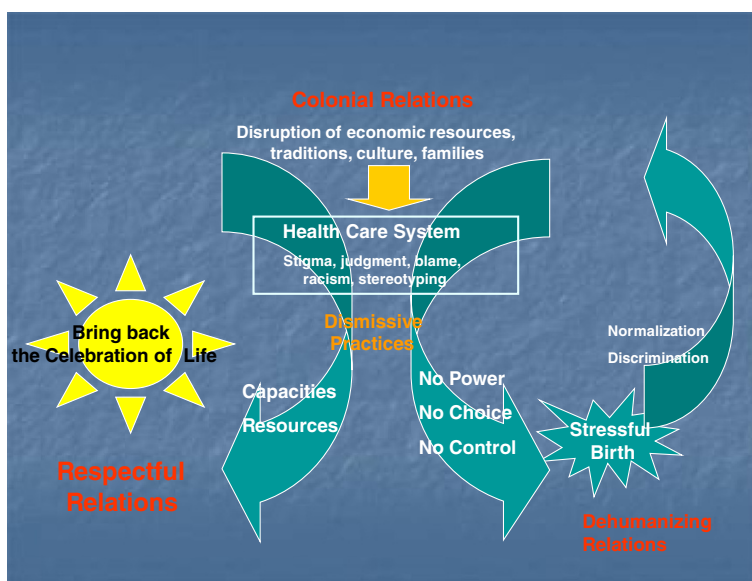 Colonial Relations
Disruption of economic resources,
traditions, culture, families
Health Care System
Stigma, judgment, blame,
racism, stereotyping
Dismissive
Practices
Bring back
the Celebration of Life
Capacities
Resources
No Power
No Choice
No Control
Normalization
Discrimination
Stressful
Birth
Respectful
Relations
Dehumanizing
Relations